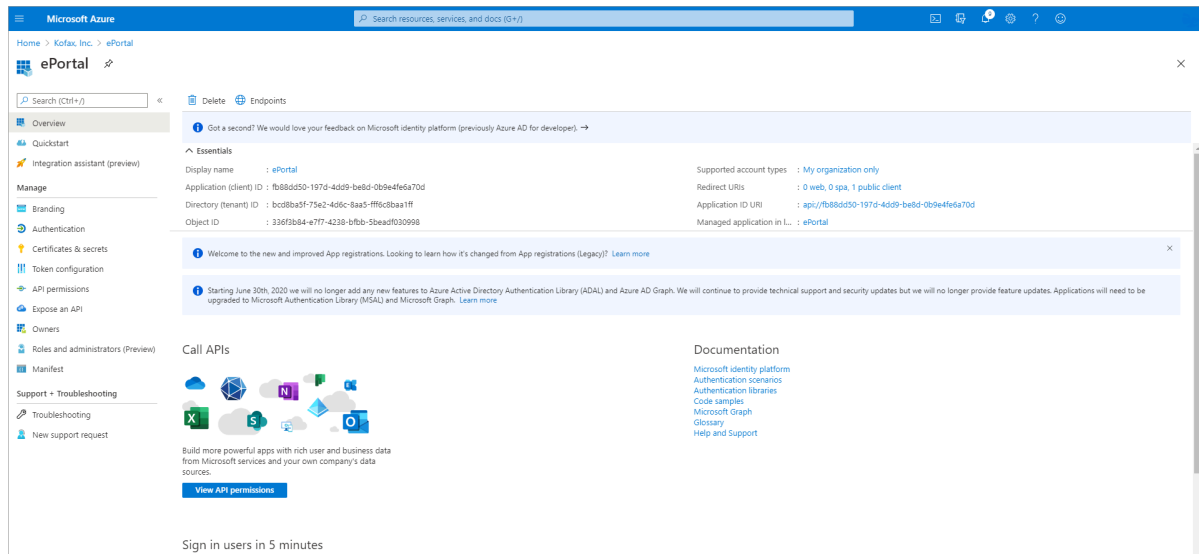 Microsoft Azure
Search resources, services, and docs (G+/)
9
Home > Kofax, Inc. > ePortal
ePortal
Search (Ctrl+/)
Overview
Quickstart
Integration assistant (preview)
Manage
Branding
Authentication
Certificates & secrets
Token configuration
API permissions
Expose an API
Owners
Roles and administrators (Preview)
Manifest
Support + Troubleshooting
Troubleshooting
New support request
Delete Endpoints
Got a second? We would love your feedback on Microsoft identity platform (previously Azure AD for developer). →
Essentials
Display name : ePortal
Application (client) ID : fb88dd50-197d-4dd9-be8d-0b9e4fe6a70d
Directory (tenant) ID : bcd8ba5f-75e2-4d6c-8aa5-fff6c8baa1ff
Object ID : 336f3b84-e7f7-4238-bfbb-5beadf030998
Supported account types : My organization only
Redirect URIs : 0 web, 0 spa, 1 public client
Application ID URI : api://fb88dd50-197d-4dd9-be8d-0b9e4fe6a70d
Managed application in l... : ePortal
Welcome to the new and improved App registrations. Looking to learn how it's changed from App registrations (Legacy)? Learn more
Starting June 30th, 2020 we will no longer add any new features to Azure Active Directory Authentication Library (ADAL) and Azure AD Graph. We will continue to provide technical support and security updates but we will no longer provide feature updates. Applications will need to be
upgraded to Microsoft Authentication Library (MSAL) and Microsoft Graph. Learn more
Call APIs
Build more powerful apps with rich user and business data
from Microsoft services and your own company's data
sources.
View API permissions
Documentation
Microsoft identity platform
Authentication scenarios
Authentication libraries
Code samples
Microsoft Graph
Glossary
Help and Support
Sign in users in 5 minutes